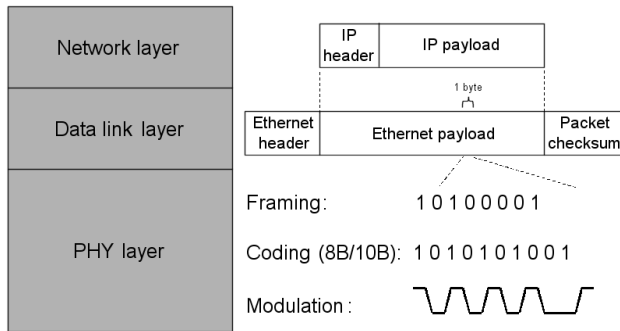 Network layer
IP header
IP payload
1 byte
Data link layer
Ethernet header
Ethernet payload
Packet checksum
PHY layer
Framing: 1 0 1 0 0 0 0 1
Coding (8B/10B): 1 0 1 0 1 0 1 0 0 1
Modulation :